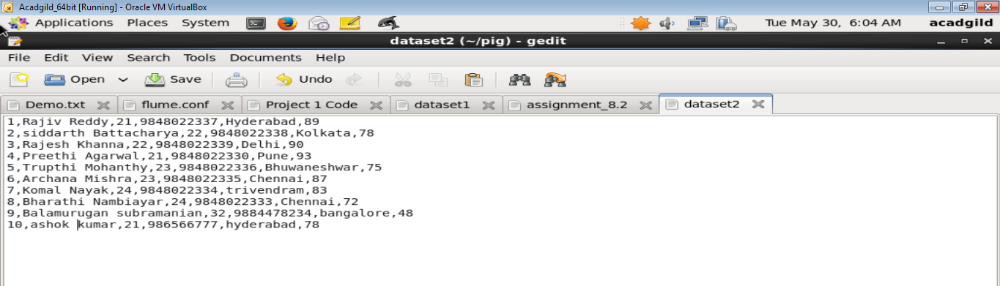 Acadgild_64bit [Running] - Oracle VM VirtualBox
Applications Places System Tue May 30, 6:04 AM acadgild
dataset2 (~/pig) - gedit
File Edit View Search Tools Documents Help
Open Save Undo
Demo.txt flume.conf Project 1 Code dataset1 assignment_8.2 dataset2
1,Rajiv Reddy,21,9848022337,Hyderabad,89
2,siddarth Battacharya,22,9848022338,Kolkata,78
3,Rajesh Khanna,22,9848022339,Delhi,90
4,Preethi Agarwal,21,9848022330,Pune,93
5,Trupthi Mohanthy,23,9848022336,Bhuwaneshwar,75
6,Archana Mishra,23,9848022335,Chennai,87
7,Komal Nayak,24,9848022334,trivendram,83
8,Bharathi Nambiayar,24,9848022333,Chennai,72
9,Balamurugan subramanian,32,9884478234,bangalore,48
10,ashok kumar,21,986566777,hyderabad,78